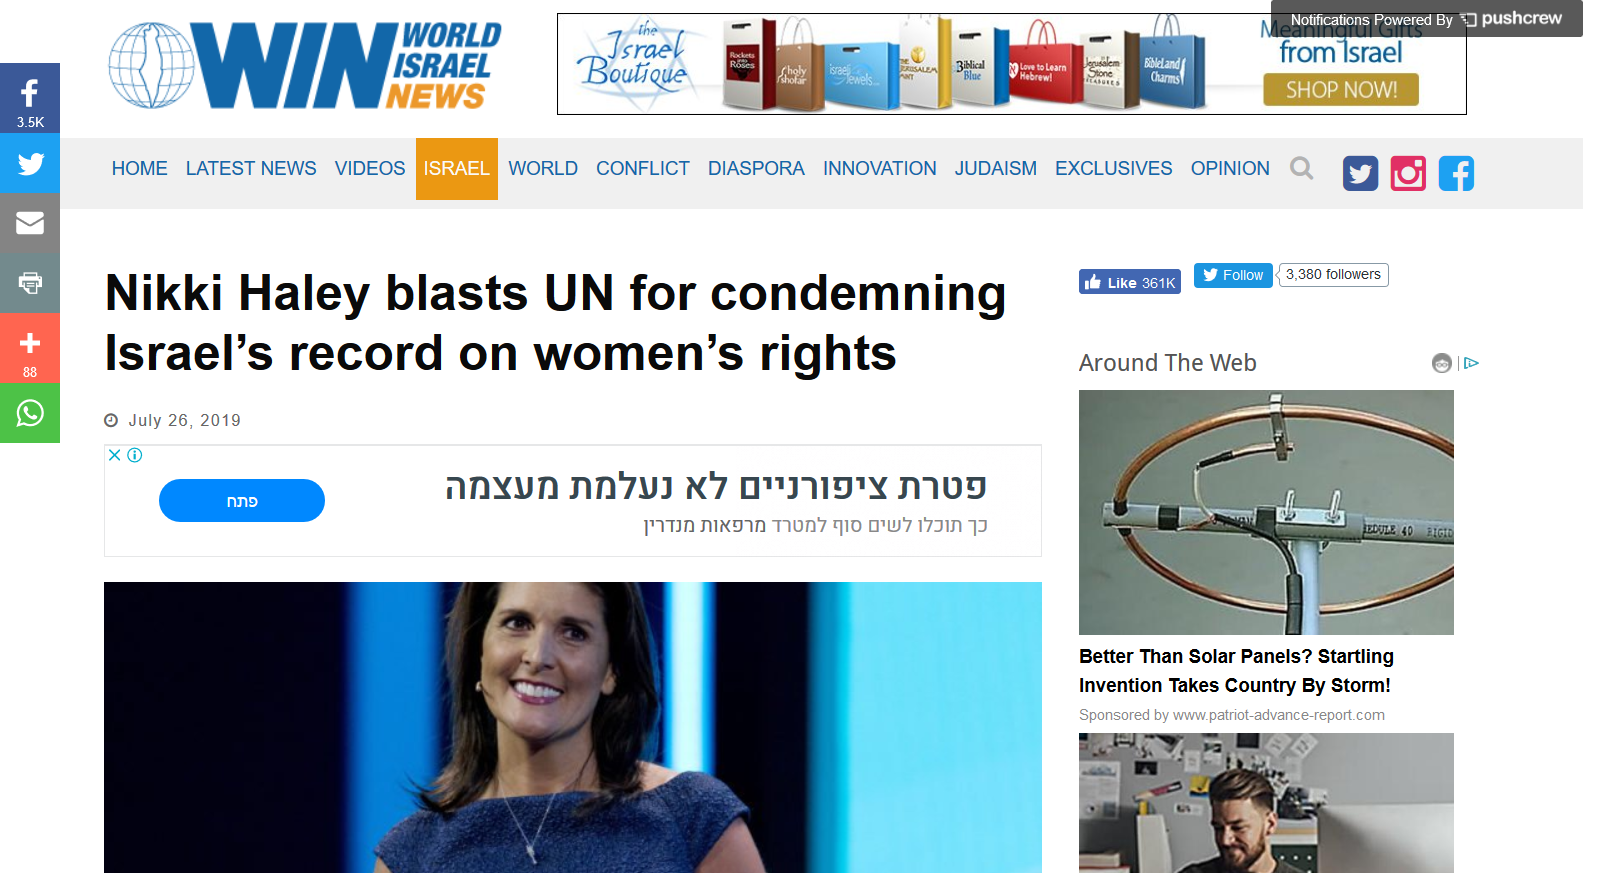 WIN WORLD
ISRAEL
NEWS
the
Israel
Boutique
Rockets
into
Roses
holy
shofar
israeli
jewels
THE
JERUSALEM
MINT
Biblical
Blue
Love to Learn
Hebrew!
Jerusalem
Stone
TREASURES
BibleLand
Charms!
Meaningful Gifts
from Israel
SHOP NOW!
Notifications Powered By pushcrew
3.5K
88
HOME LATEST NEWS VIDEOS ISRAEL WORLD CONFLICT DIASPORA INNOVATION JUDAISM EXCLUSIVES OPINION
Nikki Haley blasts UN for condemning
Israel’s record on women’s rights
July 26, 2019
פטרת ציפורניים לא נעלמת מעצמה
כך תוכלו לשים סוף למטרד מרפאות מנדרין
פתח
Like 361K
Follow
3,380 followers
Around The Web
RIGID
Better Than Solar Panels? Startling
Invention Takes Country By Storm!
Sponsored by www.patriot-advance-report.com